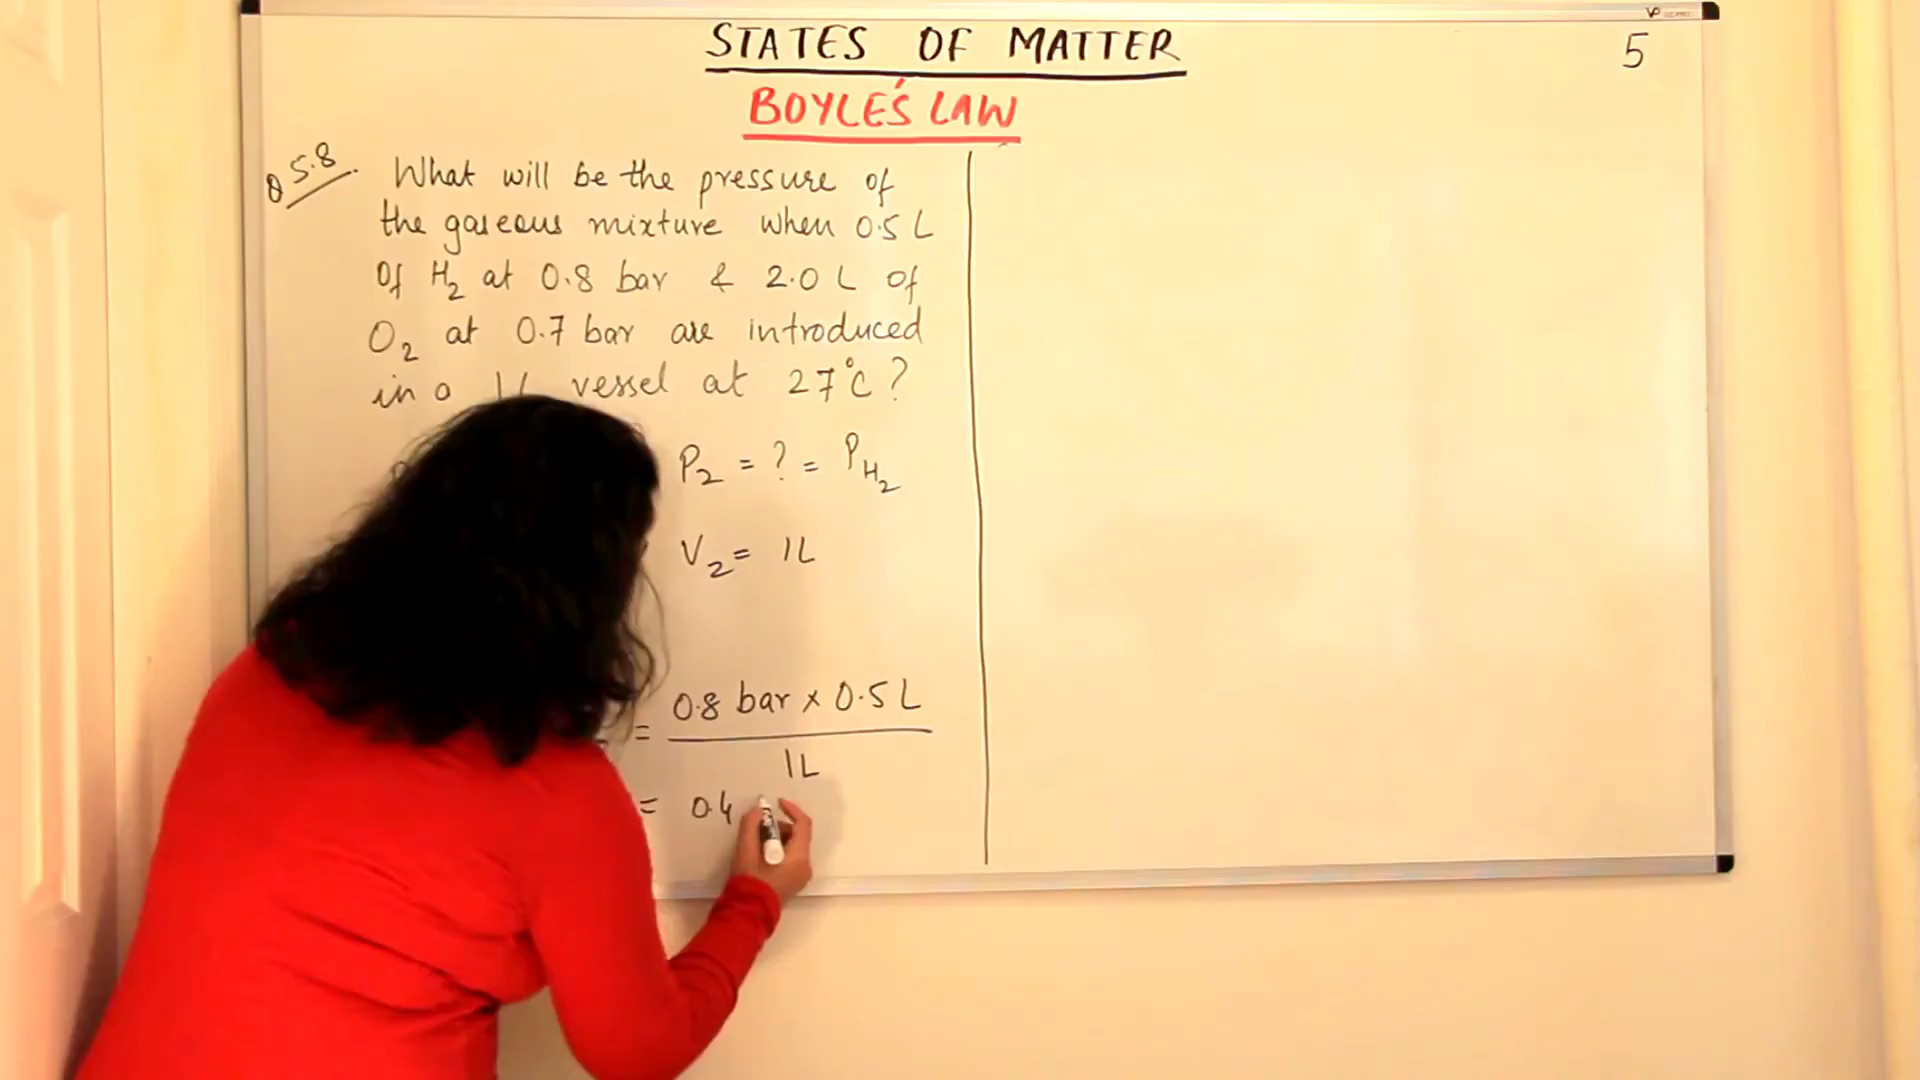 STATES OF MATTER
5
BOYLE'S LAW
Q 5.8 What will be the pressure of
the gaseous mixture when 0.5 L
Of H2 at 0.8 bar & 2.0 L of
O2 at 0.7 bar are introduced
in a 1L vessel at 27°C ?
P2 = ? = PH2
V2 = 1L
= 0.8 bar x 0.5 L
1L
= 0.4